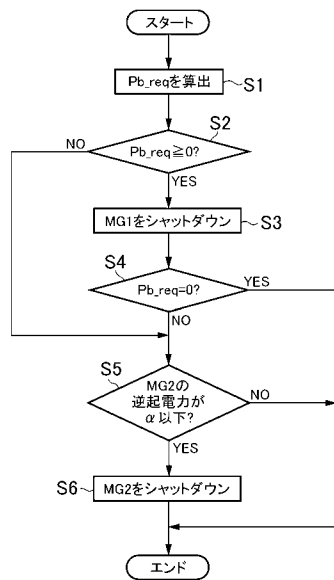 スタート
Pb_reqを算出
S1
S2
Pb_req≧0?
NO
YES
MG1をシャットダウン
S3
S4
Pb_req=0?
YES
NO
S5
MG2の
逆起電力が
α以下?
NO
YES
S6
MG2をシャットダウン
エンド